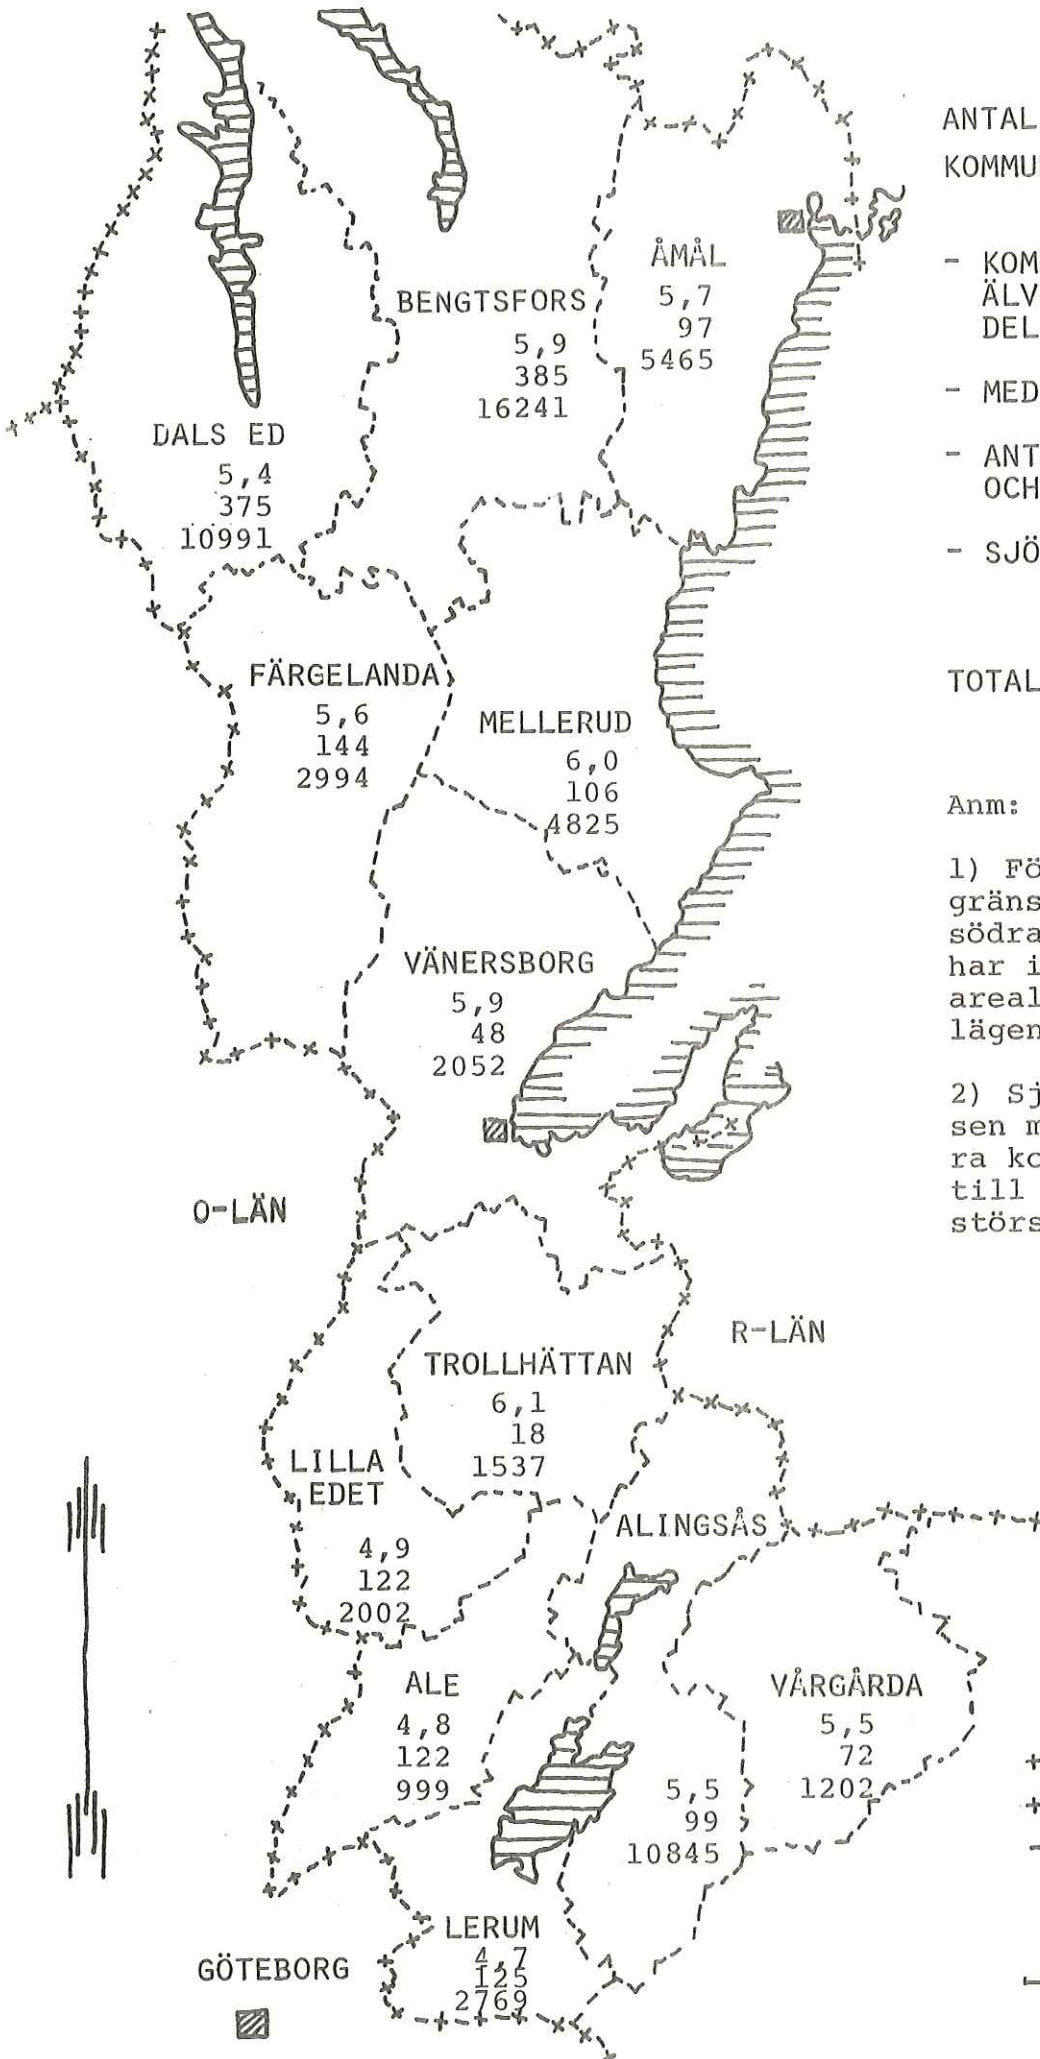 ANTAL
ÅMÅL
5,7
97
5465
BENGTSFORS
5,9
385
16241
- KOM
ÄLV
DEL
- MED
DALS ED
5,4
375
10991
- ANT
OCH
- SJÖ
FÄRGELANDA
5,6
144
2994
MELLERUD
6,0
106
4825
TOTAL
Anm:
1) Fö
gräns
södra
har i
areal
lägen
VÄNERSBORG
5,9
48
2052
2) Sj
sen m
ra ko
till
störs
O-LÄN
R-LÄN
TROLLHÄTTAN
6,1
18
1537
LILLA
EDET
4,9
122
2002
ALINGSÅS
5,5
99
10845
ALE
4,8
122
999
VÅRGÅRDA
5,5
72
1202
LERUM
4,7
125
2769
GÖTEBORG